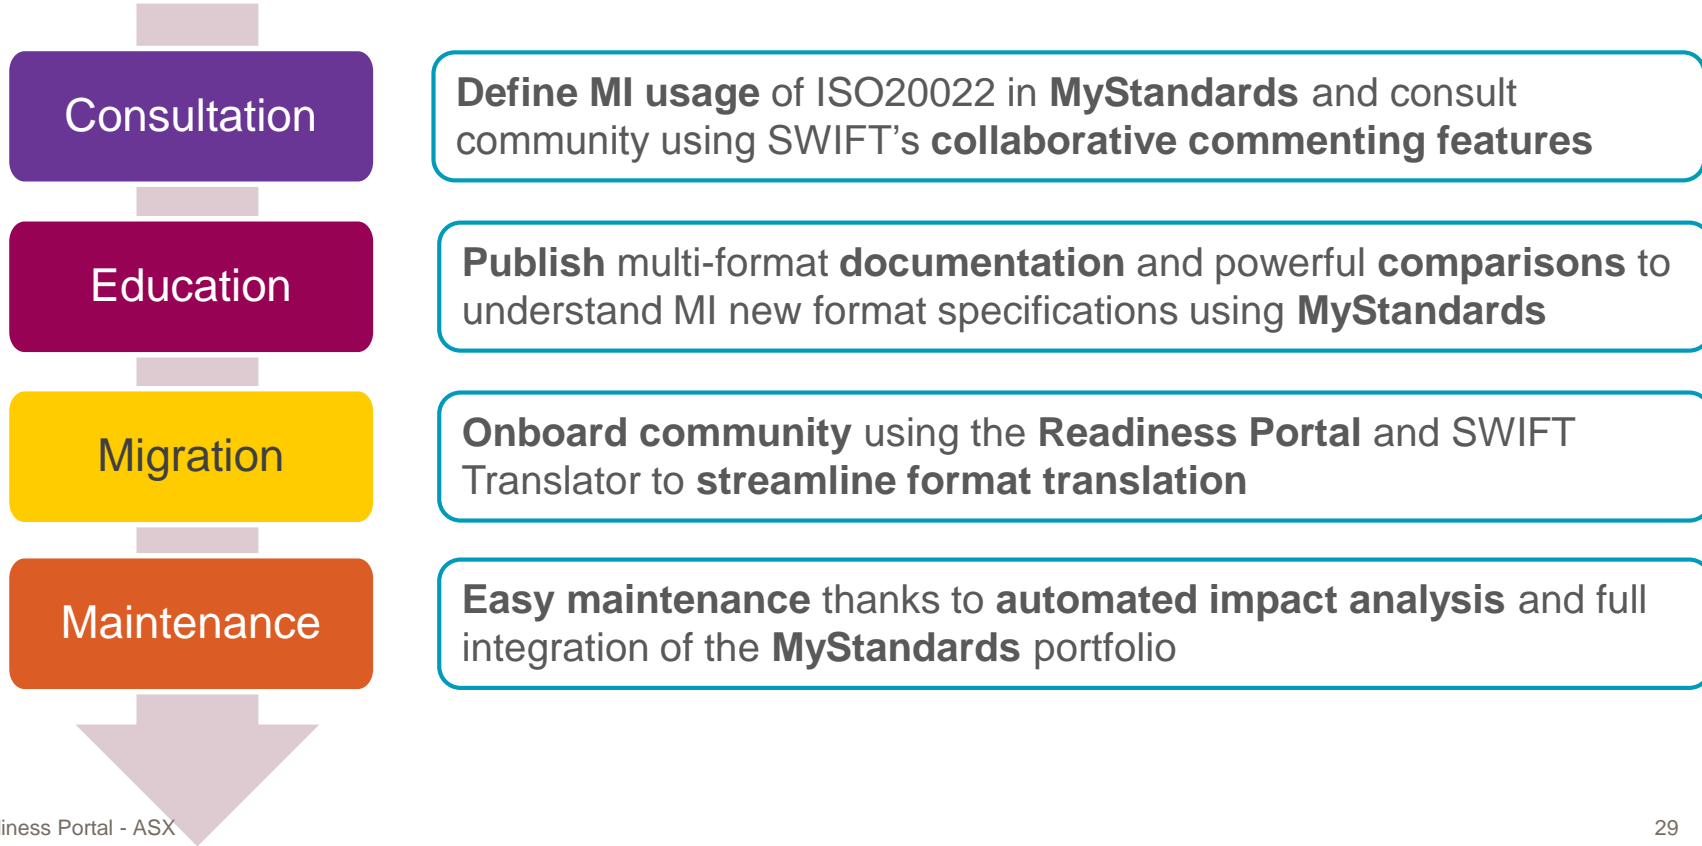 Consultation
Define MI usage of ISO20022 in MyStandards and consult
community using SWIFT’s collaborative commenting features
Education
Publish multi-format documentation and powerful comparisons to
understand MI new format specifications using MyStandards
Migration
Onboard community using the Readiness Portal and SWIFT
Translator to streamline format translation
Maintenance
Easy maintenance thanks to automated impact analysis and full
integration of the MyStandards portfolio
iness Portal - ASX
29